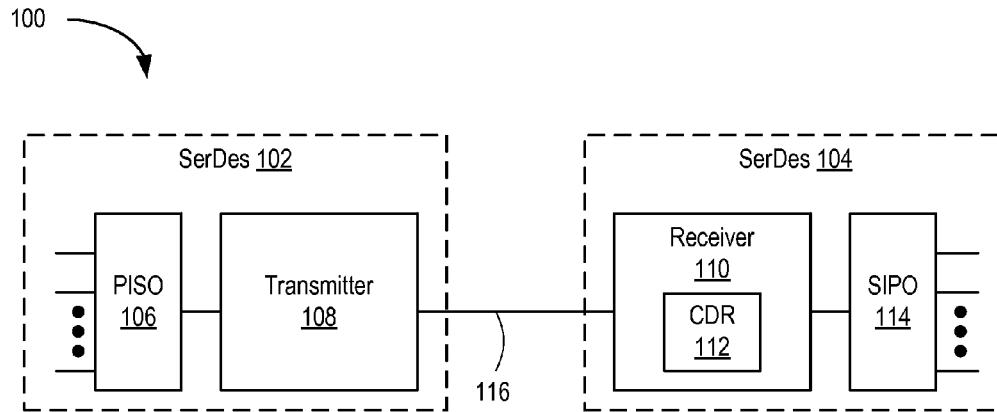 100
SerDes 102
SerDes 104
PISO
106
Transmitter
108
Receiver
110
CDR
112
SIPO
114
116